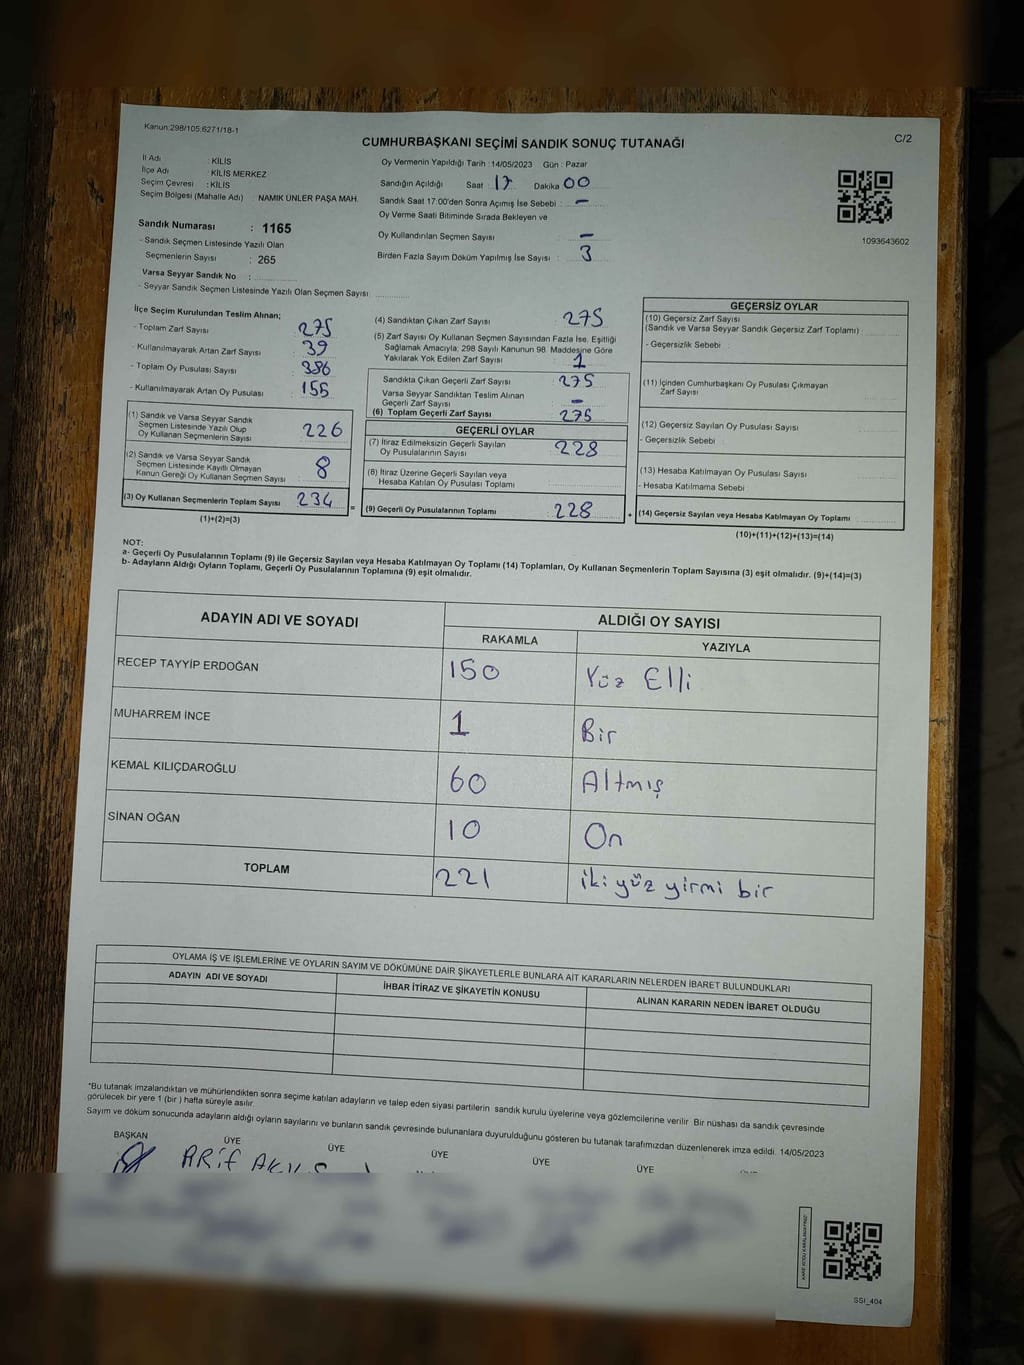 Kanun:298/105,6271/18-1
C/2
CUMHURBAŞKANI SEÇİMİ SANDIK SONUÇ TUTANAĞI
İl Adı : KİLİS
İlçe Adı : KİLİS MERKEZ
Seçim Çevresi : KİLİS
Seçim Bölgesi (Mahalle Adı) : NAMIK ÜNLER PAŞA MAH.
Sandık Numarası : 1165
- Sandık Seçmen Listesinde Yazılı Olan
Seçmenlerin Sayısı : 265
Varsa Seyyar Sandık No :
- Seyyar Sandık Seçmen Listesinde Yazılı Olan Seçmen Sayısı
Oy Vermenin Yapıldığı Tarih : 14/05/2023 Gün : Pazar
Sandığın Açıldığı Saat : 17 Dakika 00
Sandık Saat 17:00'den Sonra Açımış İse Sebebi : -
Oy Verme Saati Bitiminde Sırada Bekleyen ve
Oy Kullandırılan Seçmen Sayısı : -
Birden Fazla Sayım Döküm Yapılmış İse Sayısı : 3
1093643602
İlçe Seçim Kurulundan Teslim Alınan;
- Toplam Zarf Sayısı 275
- Kullanılmayarak Artan Zarf Sayısı 39
- Toplam Oy Pusulası Sayısı 386
- Kullanılmayarak Artan Oy Pusulası 155
(1) Sandık ve Varsa Seyyar Sandık
Seçmen Listesinde Yazılı Olup
Oy Kullanan Seçmenlerin Sayısı 226
(2) Sandık ve Varsa Seyyar Sandık
Seçmen Listesinde Kayıtlı Olmayan
Kanun Gereği Oy Kullanan Seçmen Sayısı 8
(3) Oy Kullanan Seçmenlerin Toplam Sayısı 234 =
(1)+(2)=(3)
(4) Sandıktan Çıkan Zarf Sayısı : 275
(5) Zarf Sayısı Oy Kullanan Seçmen Sayısından Fazla İse, Eşitliği
Sağlamak Amacıyla; 298 Sayılı Kanunun 98. Maddesine Göre
Yakılarak Yok Edilen Zarf Sayısı : 1
Sandıkta Çıkan Geçerli Zarf Sayısı : 275
Varsa Seyyar Sandıktan Teslim Alınan
Geçerli Zarf Sayısı : -
(6) Toplam Geçerli Zarf Sayısı : 275
GEÇERLİ OYLAR
(7) İtiraz Edilmeksizin Geçerli Sayılan
Oy Pusulalarının Sayısı : 228
(8) İtiraz Üzerine Geçerli Sayılan veya
Hesaba Katılan Oy Pusulası Toplamı
(9) Geçerli Oy Pusulalarının Toplamı : 228 +
GEÇERSİZ OYLAR
(10) Geçersiz Zarf Sayısı
(Sandık ve Varsa Seyyar Sandık Geçersiz Zarf Toplamı)
- Geçersizlik Sebebi :
(11) İçinden Cumhurbaşkanı Oy Pusulası Çıkmayan
Zarf Sayısı
(12) Geçersiz Sayılan Oy Pusulası Sayısı :
- Geçersizlik Sebebi :
(13) Hesaba Katılmayan Oy Pusulası Sayısı :
- Hesaba Katılmama Sebebi :
(14) Geçersiz Sayılan veya Hesaba Katılmayan Oy Toplamı
(10)+(11)+(12)+(13)=(14)
NOT:
a- Geçerli Oy Pusulalarının Toplamı (9) ile Geçersiz Sayılan veya Hesaba Katılmayan Oy Toplamı (14) Toplamları, Oy Kullanan Seçmenlerin Toplam Sayısına (3) eşit olmalıdır. (9)+(14)=(3)
b- Adayların Aldığı Oyların Toplamı, Geçerli Oy Pusulalarının Toplamına (9) eşit olmalıdır.
ADAYIN ADI VE SOYADI ALDIĞI OY SAYISI
RAKAMLA YAZIYLA
RECEP TAYYİP ERDOĞAN 150 Yüz Elli
MUHARREM İNCE 1 Bir
KEMAL KILIÇDAROĞLU 60 Altmış
SİNAN OĞAN 10 On
TOPLAM 221 iki yüz yirmi bir
OYLAMA İŞ VE İŞLEMLERİNE VE OYLARIN SAYIM VE DÖKÜMÜNE DAİR ŞİKAYETLERLE BUNLARA AİT KARARLARIN NELERDEN İBARET BULUNDUKLARI
ADAYIN ADI VE SOYADI İHBAR İTİRAZ VE ŞİKAYETİN KONUSU ALINAN KARARIN NEDEN İBARET OLDUĞU
*Bu tutanak imzalandıktan ve mühürlendikten sonra seçime katılan adayların ve talep eden siyasi partilerin sandık kurulu üyelerine veya gözlemcilerine verilir Bir nüshası da sandık çevresinde
görülecek bir yere 1 (bir ) hafta süreyle asılır.
Sayım ve döküm sonucunda adayların aldığı oyların sayılarını ve bunların sandık çevresinde bulunanlara duyurulduğunu gösteren bu tutanak tarafımızdan düzenlenerek imza edildi. 14/05/2023
BAŞKAN ÜYE ÜYE ÜYE ÜYE ÜYE
ARİF
SSI_404